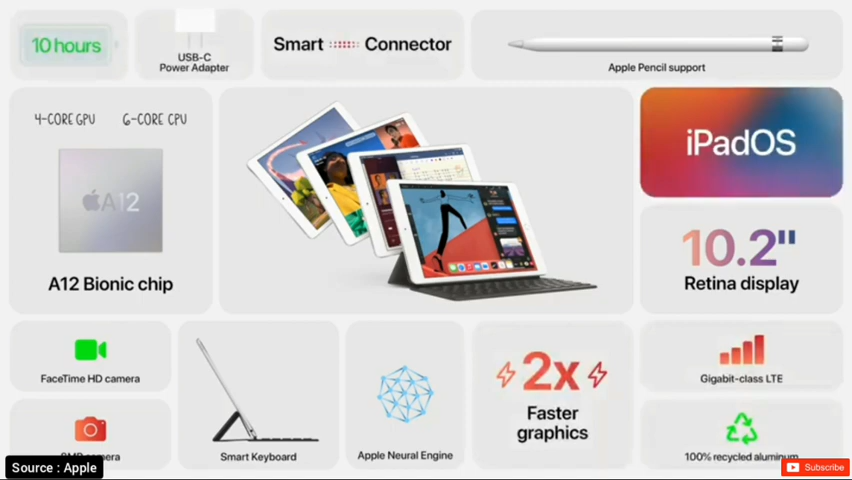 10 hours
USB-C
Power Adapter
Smart Connector
Apple Pencil support
4-CORE GPU 6-CORE CPU
A12
A12 Bionic chip
iPadOS
10.2"
Retina display
FaceTime HD camera
Smart Keyboard
Apple Neural Engine
2x
Faster
graphics
Gigabit-class LTE
100% recycled aluminum
Source : Apple
Subscribe